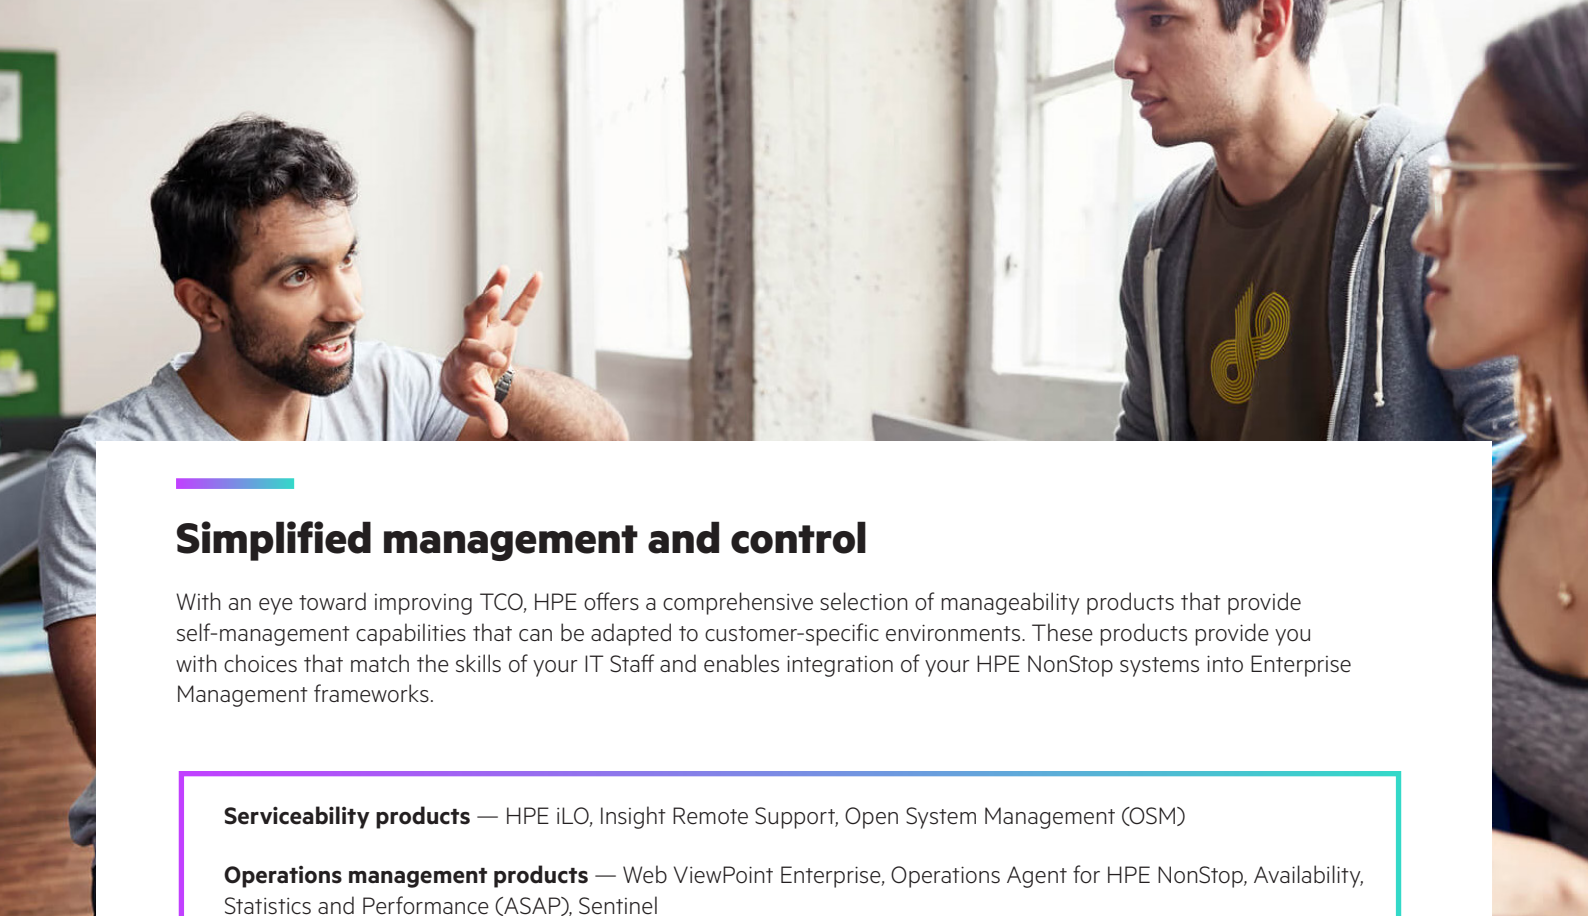 Simplified management and control
With an eye toward improving TCO, HPE offers a comprehensive selection of manageability products that provide
self-management capabilities that can be adapted to customer-specific environments. These products provide you
with choices that match the skills of your IT Staff and enables integration of your HPE NonStop systems into Enterprise
Management frameworks.
Serviceability products — HPE iLO, Insight Remote Support, Open System Management (OSM)
Operations management products — Web ViewPoint Enterprise, Operations Agent for HPE NonStop, Availability,
Statistics and Performance (ASAP), Sentinel